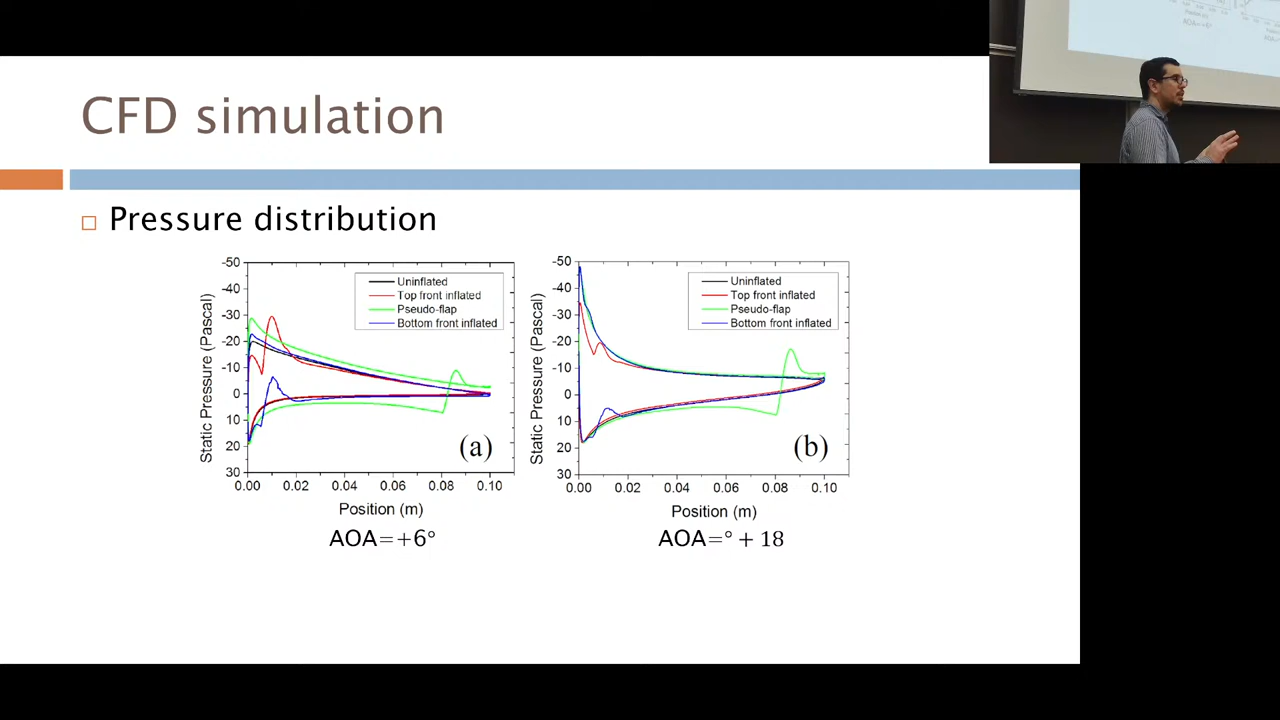 CFD simulation
Pressure distribution
-50
-40
-30
-20
-10
0
10
20
30
Static Pressure (Pascal)
Uninflated
Top front inflated
Pseudo-flap
Bottom front inflated
(a)
0.00 0.02 0.04 0.06 0.08 0.10
Position (m)
AOA=+6°
-50
-40
-30
-20
-10
0
10
20
30
Static Pressure (Pascal)
Uninflated
Top front inflated
Pseudo-flap
Bottom front inflated
(b)
0.00 0.02 0.04 0.06 0.08 0.10
Position (m)
AOA=° + 18